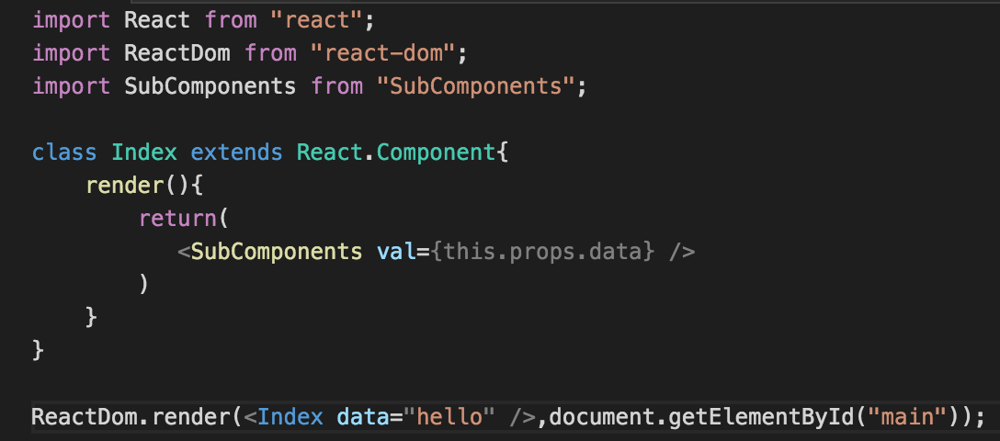 import React from "react";
import ReactDom from "react-dom";
import SubComponents from "SubComponents";
class Index extends React.Component{
render(){
return(
<SubComponents val={this.props.data} />
)
}
}
ReactDom.render(<Index data="hello" />,document.getElementById("main"));